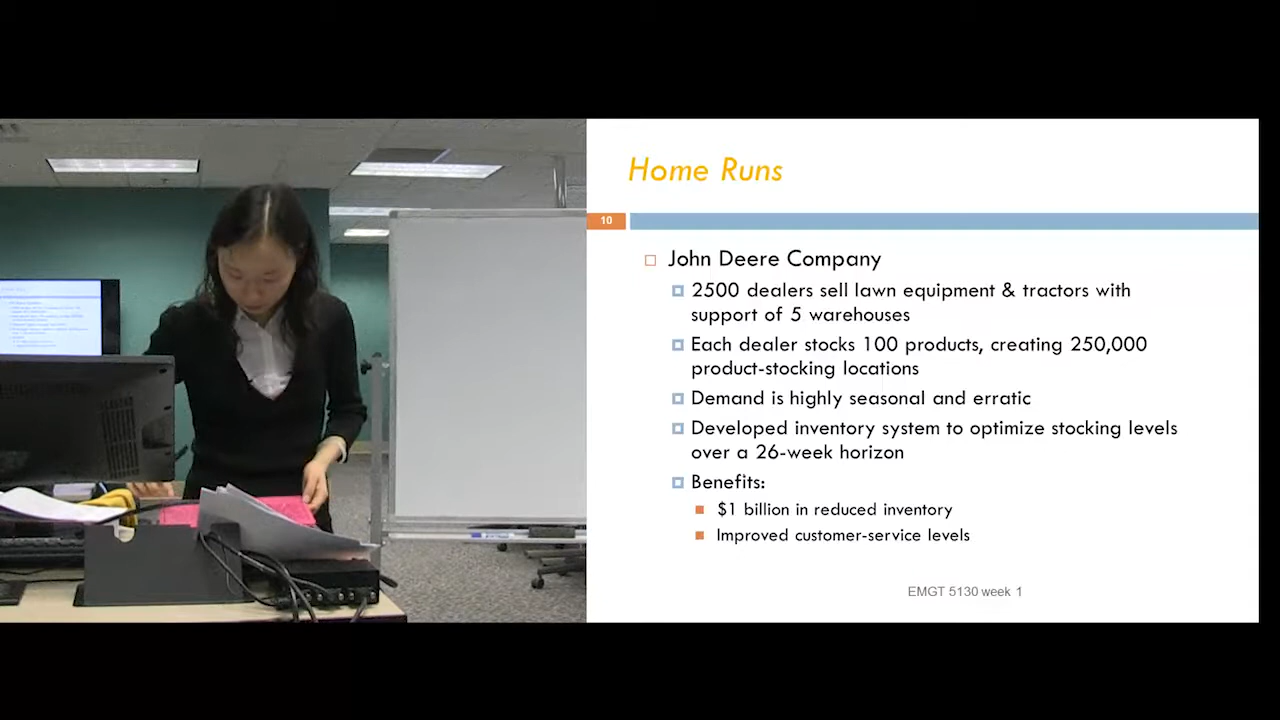 Home Runs
10
John Deere Company
2500 dealers sell lawn equipment & tractors with
support of 5 warehouses
Each dealer stocks 100 products, creating 250,000
product-stocking locations
Demand is highly seasonal and erratic
Developed inventory system to optimize stocking levels
over a 26-week horizon
Benefits:
$1 billion in reduced inventory
Improved customer-service levels
EMGT 5130 week 1